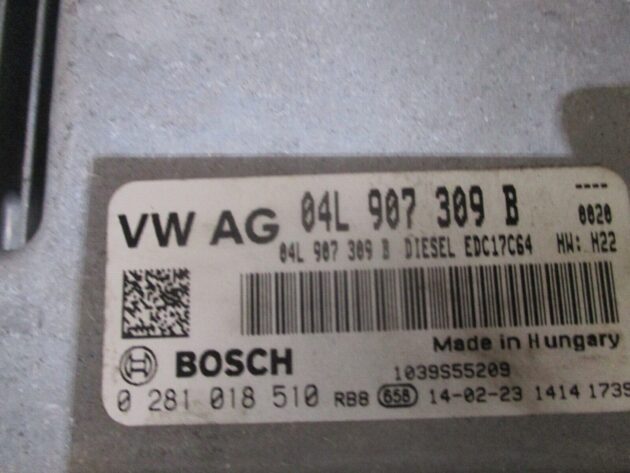 VW AG 04L 907 309 B ----
0020
04L 907 309 B DIESEL EDC17C64 HW: H22
Made in Hungary
BOSCH 1039S55209
0 281 018 510 RB8 658 14-02-23 1414 1739